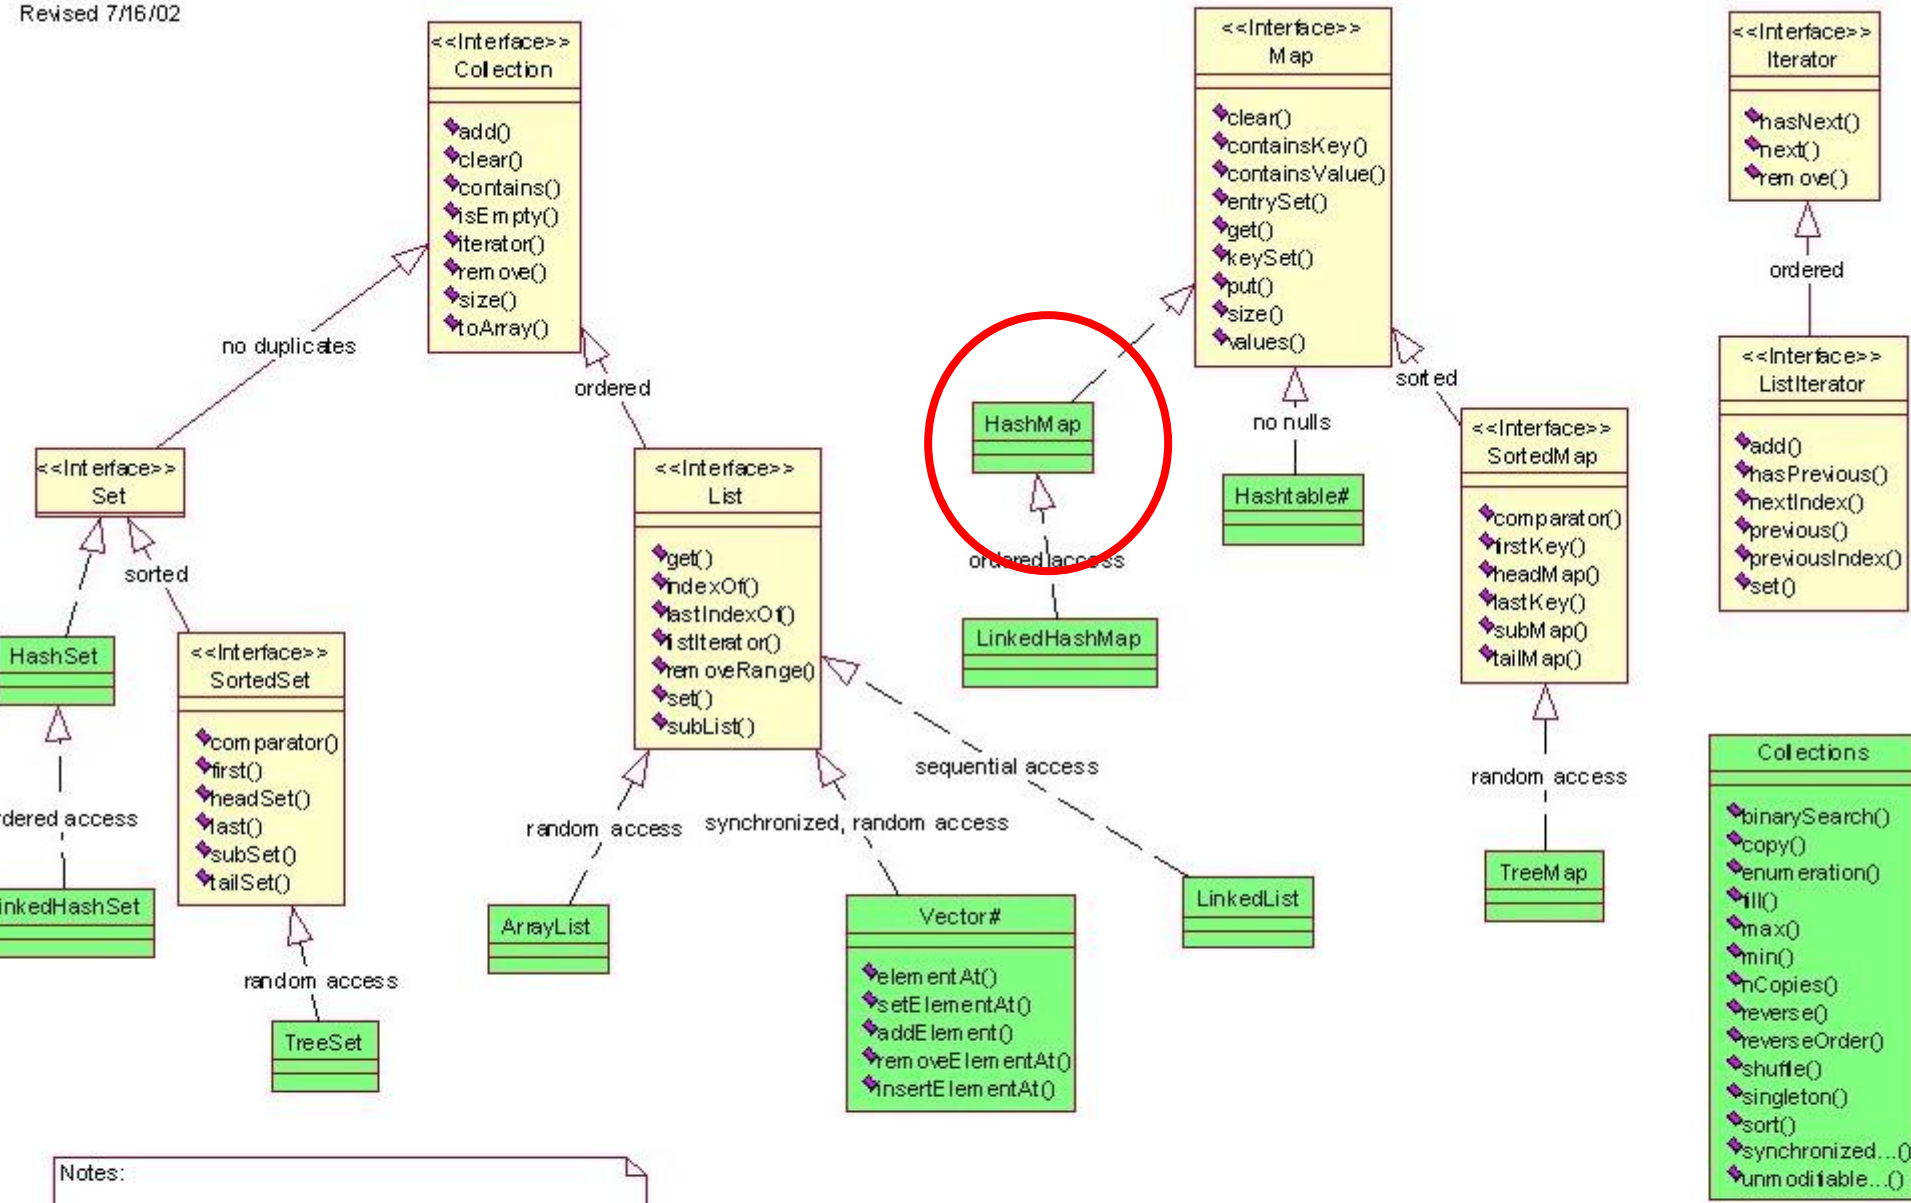 Revised 7/16/02
<<Interface>>
Collection
add()
clear()
contains()
isEmpty()
iterator()
remove()
size()
toArray()
no duplicates
ordered
<<Interface>>
Set
sorted
HashSet
<<Interface>>
SortedSet
comparator()
first()
headSet()
last()
subSet()
tailSet()
access
HashSet
random access
TreeSet
<<Interface>>
List
get()
indexOf()
lastIndexOf()
listIterator()
removeRange()
set()
subList()
random access
synchronized, random access
sequential access
ArrayList
Vector#
elementAt()
setElementAt()
addElement()
removeElementAt()
insertElementAt()
LinkedList
<<Interface>>
Map
clear()
containsKey()
containsValue()
entrySet()
get()
keySet()
put()
size()
values()
HashMap
ordered access
LinkedHashMap
no nulls
Hashtable#
sorted
<<Interface>>
SortedMap
comparator()
firstKey()
headMap()
lastKey()
subMap()
tailMap()
random access
TreeMap
<<Interface>>
Iterator
hasNext()
next()
remove()
ordered
<<Interface>>
ListIterator
add()
hasPrevious()
nextIndex()
previous()
previousIndex()
set()
Collections
binarySearch()
copy()
enumeration()
fill()
max()
min()
nCopies()
reverse()
reverseOrder()
shuffle()
singleton()
sort()
synchronized...()
unmodifiable...()
Notes: